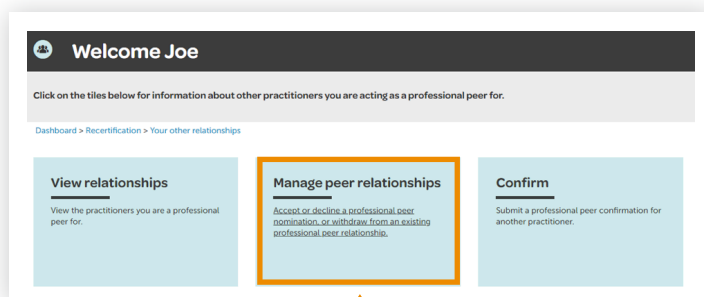 Welcome Joe
Click on the tiles below for information about other practitioners you are acting as a professional peer for.
Dashboard > Recertification > Your other relationships
View relationships
View the practitioners you are a professional
peer for.
Manage peer relationships
Accept or decline a professional peer
nomination, or withdraw from an existing
professional peer relationship.
Confirm
Submit a professional peer confirmation for
another practitioner.